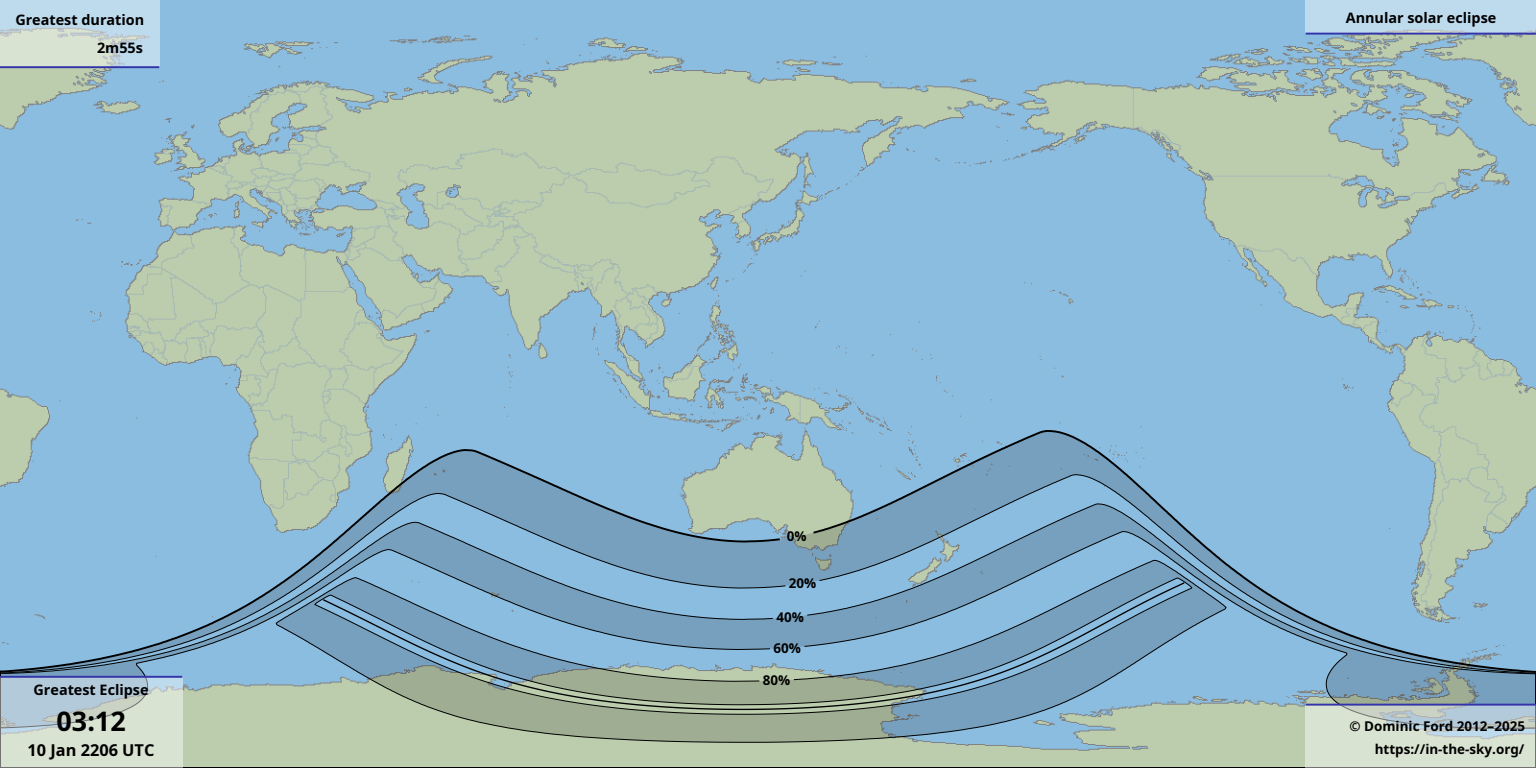 Greatest duration
2m55s
Annular solar eclipse
0%
20%
40%
60%
80%
Greatest Eclipse
03:12
10 Jan 2206 UTC
© Dominic Ford 2012–2025
https://in-the-sky.org/